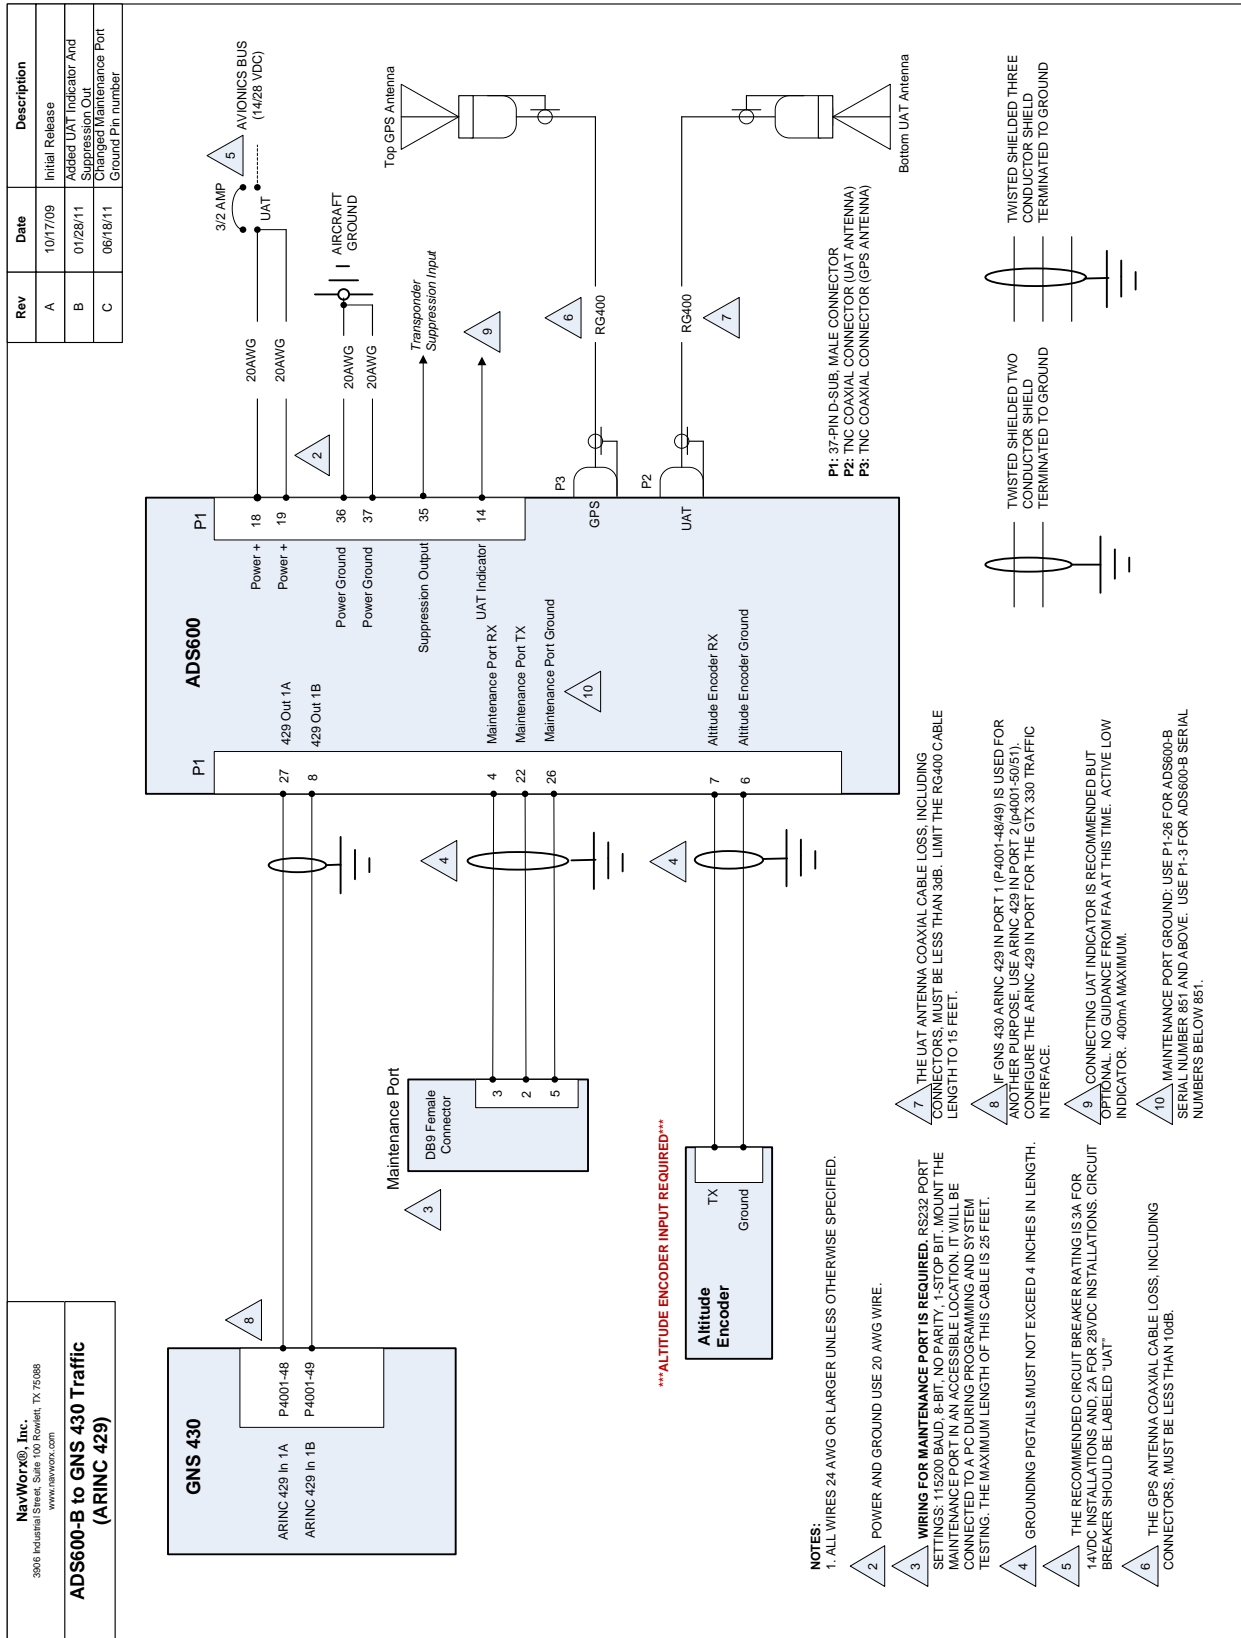 NavWorx®, Inc.
3906 Industrial Street, Suite 100 Rowlett, TX 75088
www.navworx.com
ADS600-B to GNS 430 Traffic
(ARINC 429)
Rev Date Description
A 10/17/09 Initial Release
B 01/28/11 Added UAT Indicator And
Suppression Out
C 06/18/11 Changed Maintenance Port
Ground Pin number
GNS 430
ARINC 429 In 1A P4001-48
ARINC 429 In 1B P4001-49
8
Maintenance Port
3
DB9 Female
Connector
3
2
5
4
***ALTITUDE ENCODER INPUT REQUIRED***
Altitude
Encoder
TX
Ground
4
ADS600
P1
27 429 Out 1A
8 429 Out 1B
4 Maintenance Port RX
22 Maintenance Port TX
26 Maintenance Port Ground
10
7 Altitude Encoder RX
6 Altitude Encoder Ground
P1
Power + 18
Power + 19
Power Ground 36
Power Ground 37
Suppression Output 35
UAT Indicator 14
GPS
P3
UAT
P2
20AWG
20AWG
2
20AWG
20AWG
3/2 AMP
UAT
5
AVIONICS BUS
(14/28 VDC)
AIRCRAFT
GROUND
Transponder
Suppression Input
9
6
RG400
Top GPS Antenna
RG400
7
Bottom UAT Antenna
P1: 37-PIN D-SUB, MALE CONNECTOR
P2: TNC COAXIAL CONNECTOR (UAT ANTENNA)
P3: TNC COAXIAL CONNECTOR (GPS ANTENNA)
TWISTED SHIELDED TWO
CONDUCTOR SHIELD
TERMINATED TO GROUND
TWISTED SHIELDED THREE
CONDUCTOR SHIELD
TERMINATED TO GROUND
NOTES:
1. ALL WIRES 24 AWG OR LARGER UNLESS OTHERWISE SPECIFIED.
2 POWER AND GROUND USE 20 AWG WIRE.
3 WIRING FOR MAINTENANCE PORT IS REQUIRED. RS232 PORT
SETTINGS: 115200 BAUD, 8-BIT, NO PARITY, 1-STOP BIT. MOUNT THE
MAINTENANCE PORT IN AN ACCESSIBLE LOCATION. IT WILL BE
CONNECTED TO A PC DURING PROGRAMMING AND SYSTEM
TESTING. THE MAXIMUM LENGTH OF THIS CABLE IS 25 FEET.
4 GROUNDING PIGTAILS MUST NOT EXCEED 4 INCHES IN LENGTH.
5 THE RECOMMENDED CIRCUIT BREAKER RATING IS 3A FOR
14VDC INSTALLATIONS AND, 2A FOR 28VDC INSTALLATIONS. CIRCUIT
BREAKER SHOULD BE LABELED "UAT"
6 THE GPS ANTENNA COAXIAL CABLE LOSS, INCLUDING
CONNECTORS, MUST BE LESS THAN 10dB.
7 THE UAT ANTENNA COAXIAL CABLE LOSS, INCLUDING
CONNECTORS, MUST BE LESS THAN 3dB. LIMIT THE RG400 CABLE
LENGTH TO 15 FEET.
8 IF GNS 430 ARINC 429 IN PORT 1 (P4001-48/49) IS USED FOR
ANOTHER PURPOSE, USE ARINC 429 IN PORT 2 (p4001-50/51).
CONFIGURE THE ARINC 429 IN PORT FOR THE GTX 330 TRAFFIC
INTERFACE.
9 CONNECTING UAT INDICATOR IS RECOMMENDED BUT
OPTIONAL. NO GUIDANCE FROM FAA AT THIS TIME. ACTIVE LOW
INDICATOR. 400mA MAXIMUM.
10 MAINTENANCE PORT GROUND: USE P1-26 FOR ADS600-B
SERIAL NUMBER 851 AND ABOVE. USE P1-3 FOR ADS600-B SERIAL
NUMBERS BELOW 851.